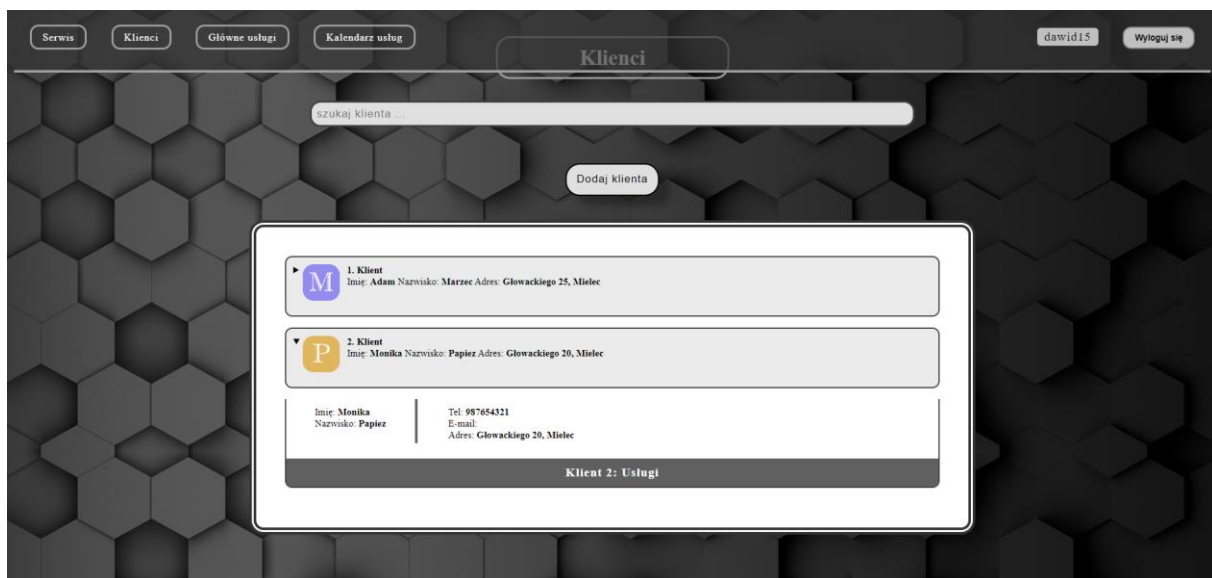 Serwis
Klienci
Główne usługi
Kalendarz usług
Klienci
dawid15
Wyloguj się
szukaj klienta ...
Dodaj klienta
M
1. Klient
Imię: Adam Nazwisko: Marzec Adres: Głowackiego 25, Mielec
P
2. Klient
Imię: Monika Nazwisko: Papież Adres: Głowackiego 20, Mielec
Imię: Monika
Nazwisko: Papież
Tel: 987654321
E-mail:
Adres: Głowackiego 20, Mielec
Klient 2: Usługi